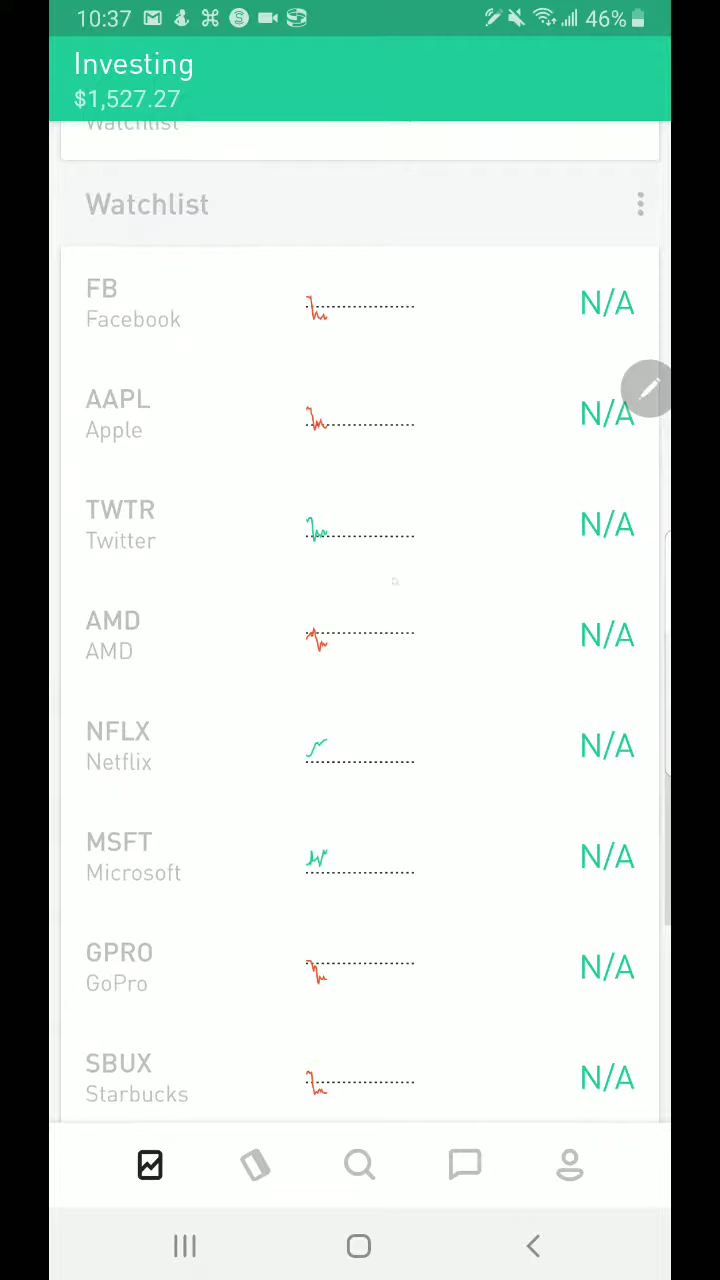 10:37 46%
Investing
$1,527.27
Watchlist
Watchlist
FB
Facebook
N/A
AAPL
Apple
N/A
TWTR
Twitter
N/A
AMD
AMD
N/A
NFLX
Netflix
N/A
MSFT
Microsoft
N/A
GPRO
GoPro
N/A
SBUX
Starbucks
N/A